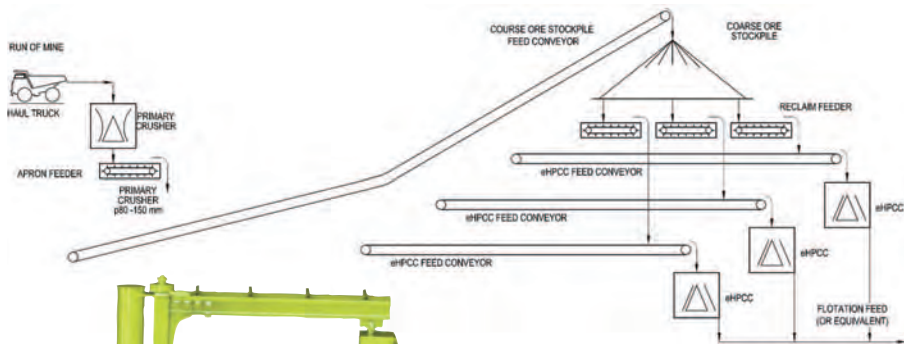 RUN OF MINE
HAUL TRUCK
PRIMARY
CRUSHER
APRON FEEDER
PRIMARY
CRUSHER
p80 -150 mm
COURSE ORE STOCKPILE
FEED CONVEYOR
COARSE ORE
STOCKPILE
RECLAIM FEEDER
eHPCC FEED CONVEYOR
eHPCC
eHPCC FEED CONVEYOR
eHPCC
eHPCC FEED CONVEYOR
eHPCC
FLOTATION FEED
(OR EQUIVALENT)